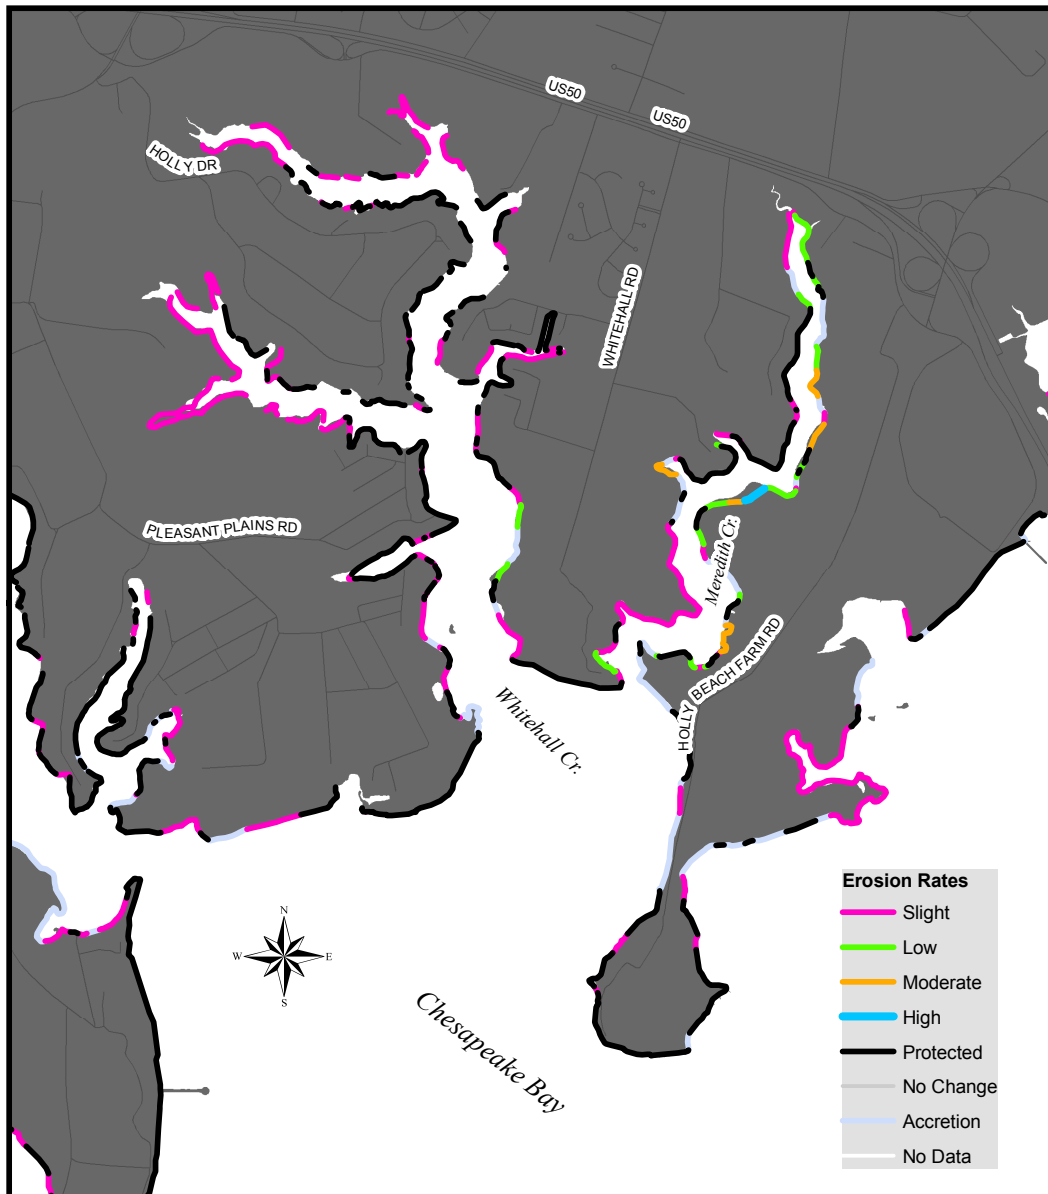 US50
US50
HOLLY DR
WHITEHALL RD
PLEASANT PLAINS RD
Meredith Cr.
HOLLY BEACH FARM RD
Whitehall Cr.
N
W
E
S
Chesapeake Bay
Erosion Rates
Slight
Low
Moderate
High
Protected
No Change
Accretion
No Data